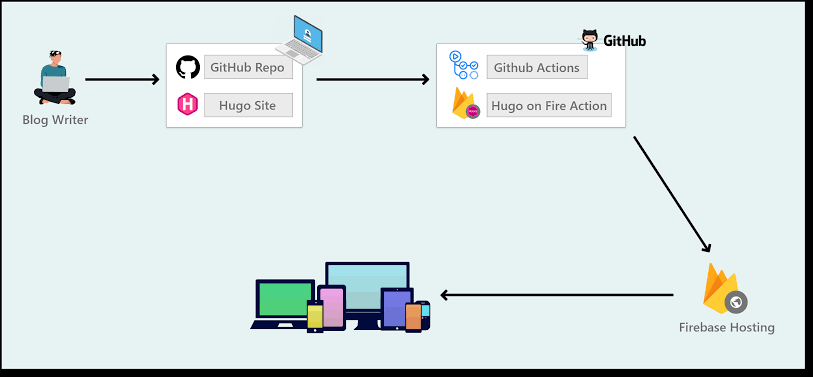 GitHub
GitHub Repo
Github Actions
Hugo Site
Hugo on Fire Action
Blog Writer
Firebase Hosting